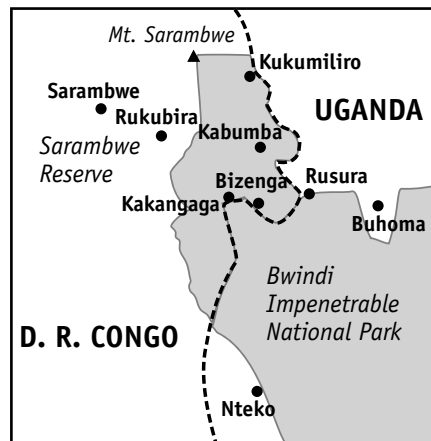 Mt. Sarambwe
Kukumiliro
Sarambwe
UGANDA
Rukubira
Kabumba
Sarambwe
Reserve
Bizenga
Rusura
Kakangaga
Buhoma
Bwindi
Impenetrable
National Park
D. R. CONGO
Nteko